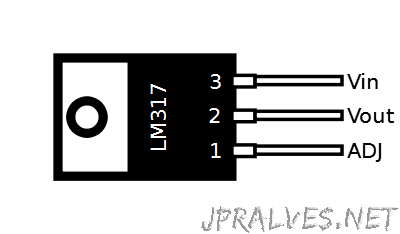 LM317
3 Vin
2 Vout
1 ADJ
JPRALVES.NET